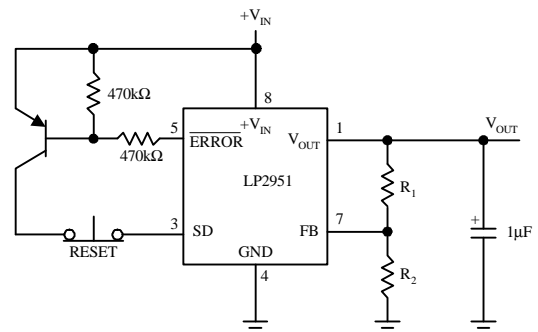 +V_IN
470kΩ
8
5
+V_IN
1
V_OUT
ERROR
V_OUT
470kΩ
LP2951
R_1
3
SD
7
FB
+
1µF
RESET
GND
R_2
4